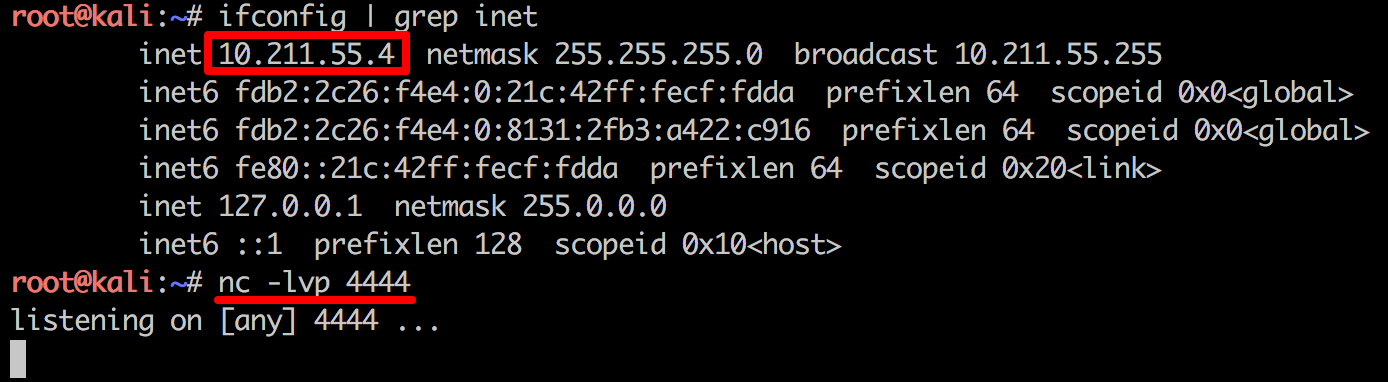 root@kali:~# ifconfig | grep inet
inet 10.211.55.4 netmask 255.255.255.0 broadcast 10.211.55.255
inet6 fdb2:2c26:f4e4:0:21c:42ff:fecf:fdda prefixlen 64 scopeid 0x0<global>
inet6 fdb2:2c26:f4e4:0:8131:2fb3:a422:c916 prefixlen 64 scopeid 0x0<global>
inet6 fe80::21c:42ff:fecf:fdda prefixlen 64 scopeid 0x20<link>
inet 127.0.0.1 netmask 255.0.0.0
inet6 ::1 prefixlen 128 scopeid 0x10<host>
root@kali:~# nc -lvp 4444
listening on [any] 4444 ...